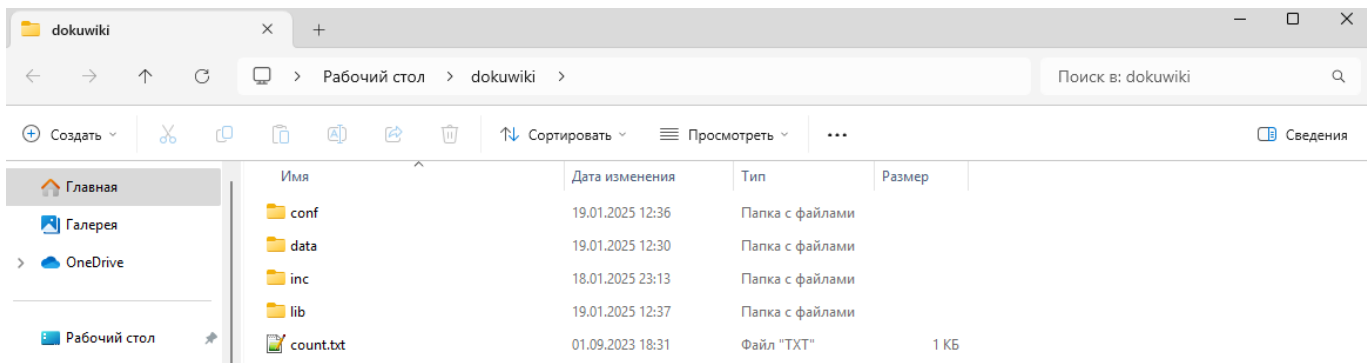 dokuwiki
Рабочий стол > dokuwiki >
Поиск в: dokuwiki
Создать
Сортировать
Просмотреть
Сведения
Главная
Галерея
OneDrive
Рабочий стол
Имя Дата изменения Тип Размер
conf 19.01.2025 12:36 Папка с файлами
data 19.01.2025 12:30 Папка с файлами
inc 18.01.2025 23:13 Папка с файлами
lib 19.01.2025 12:37 Папка с файлами
count.txt 01.09.2023 18:31 Файл "TXT" 1 КБ